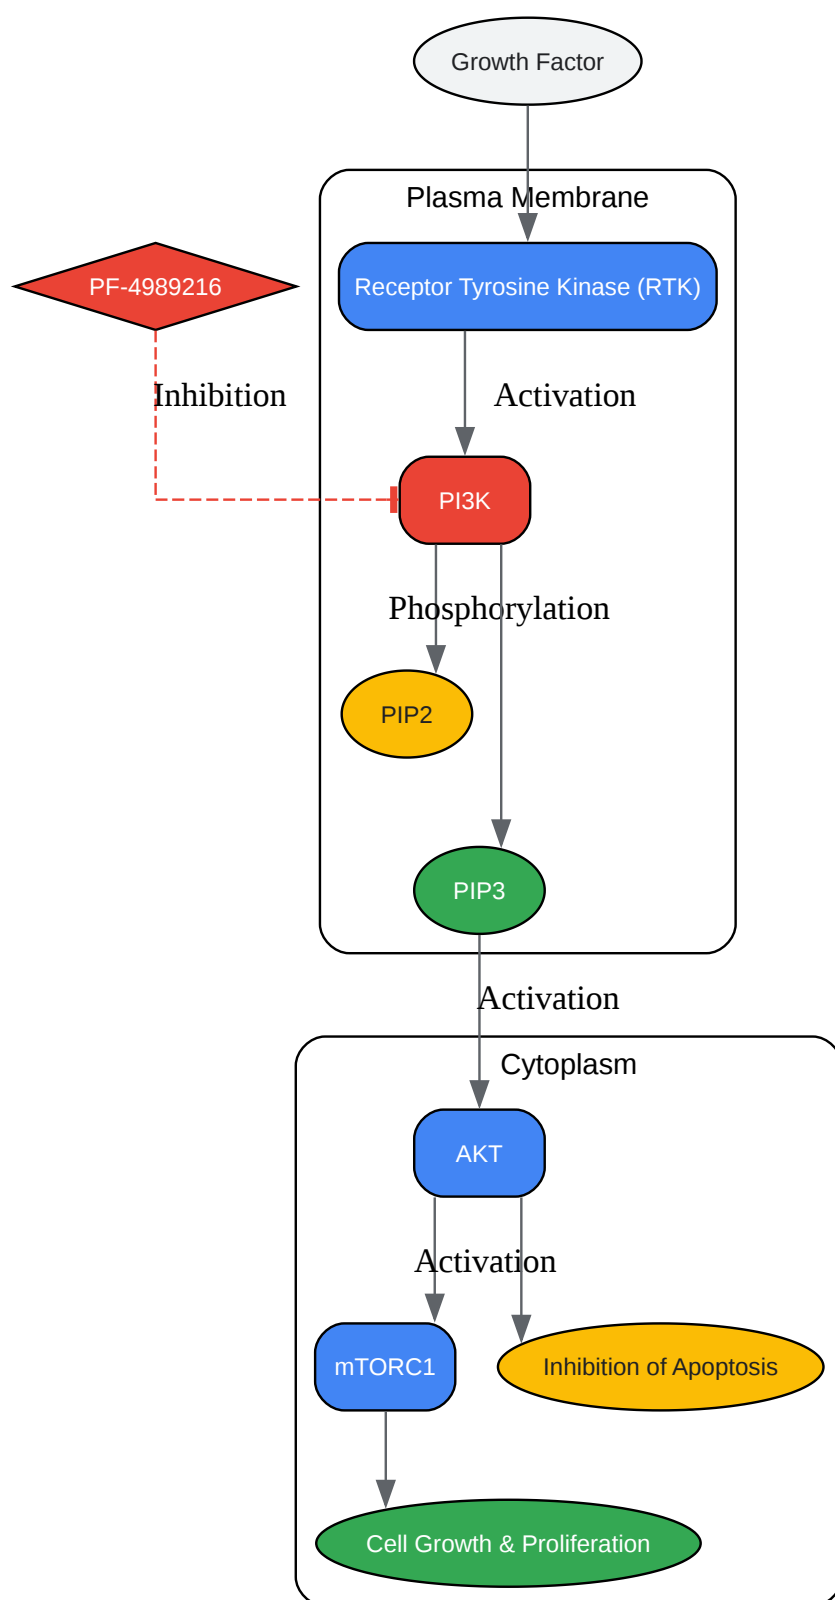 Growth Factor
Plasma Membrane
PF-4989216
Receptor Tyrosine Kinase (RTK)
Inhibition
Activation
PI3K
Phosphorylation
PIP2
PIP3
Activation
Cytoplasm
AKT
Activation
mTORC1
Inhibition of Apoptosis
Cell Growth & Proliferation